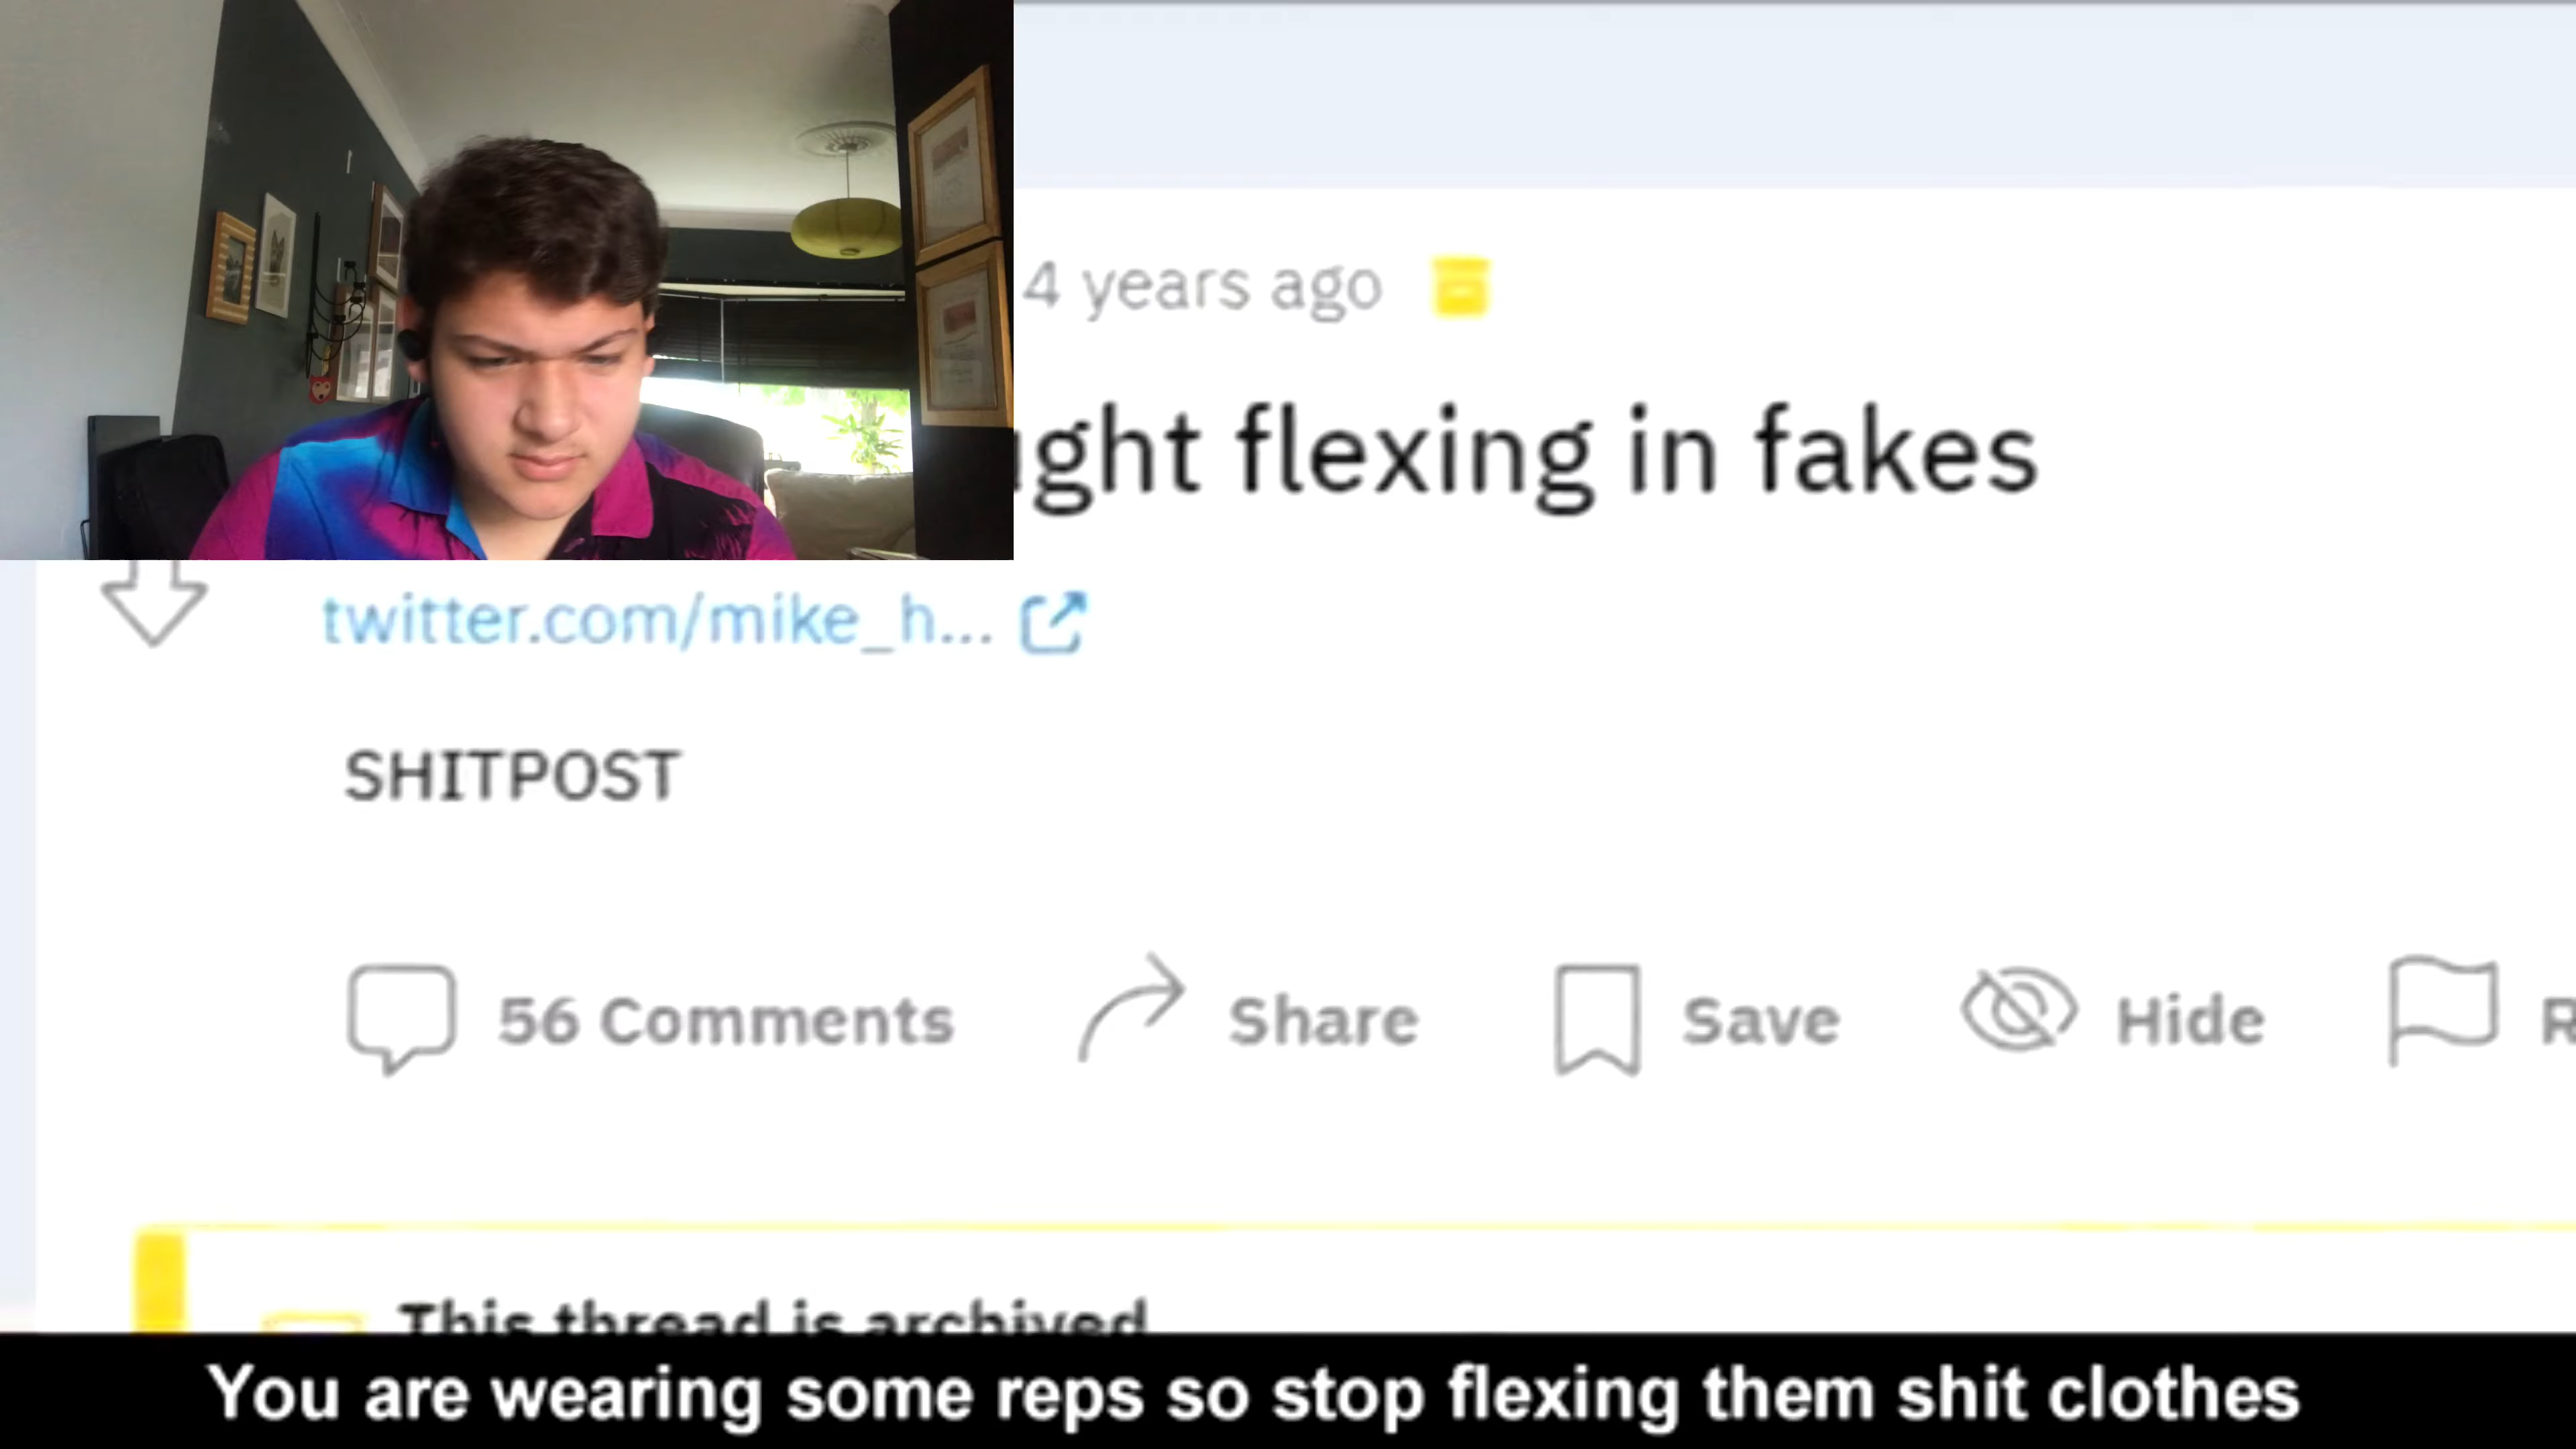 4 years ago
ght flexing in fakes
twitter.com/mike_h...
SHITPOST
56 Comments
Share
Save
Hide
R
This thread is archived
You are wearing some reps so stop flexing them shit clothes